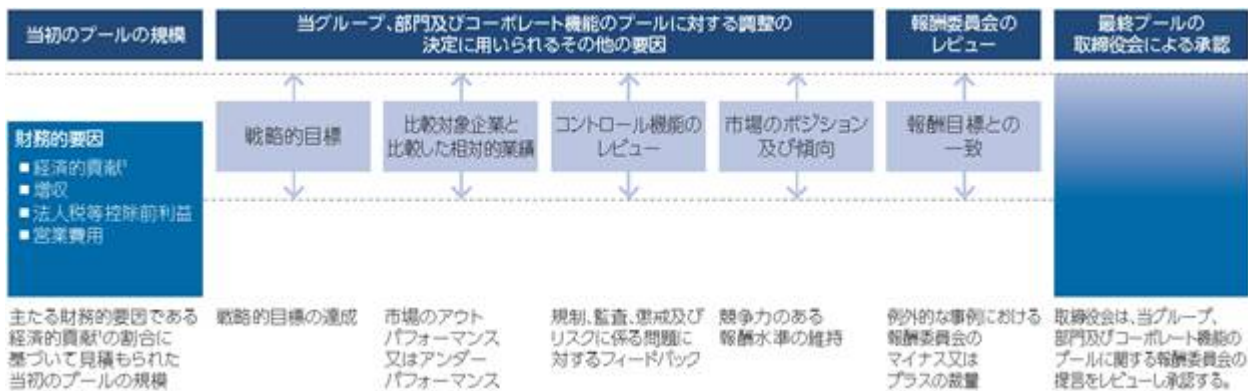 当初のプールの規模
当グループ、部門及びコーポレート機能のプールに対する調整の
決定に用いられるその他の要因
報酬委員会の
レビュー
最終プールの
取締役会による承認
財務的要因
■ 経済的貢献¹
■ 増収
■ 法人税等控除前利益
■ 営業費用
戦略的目標
比較対象企業と
比較した相対的業績
コントロール機能の
レビュー
市場のポジション
及び傾向
報酬目標との
一致
主たる財務的要因である
経済的貢献¹の割合に
基づいて見積もられた
当初のプールの規模
戦略的目標の達成
市場のアウト
パフォーマンス
又はアンダー
パフォーマンス
規制、監査、懲戒及び
リスクに係る問題に
対するフィードバック
競争力のある
報酬水準の維持
例外的な事例における
報酬委員会の
マイナス又は
プラスの裁量
取締役会は、当グループ、
部門及びコーポレート機能の
プールに関する報酬委員会の
提言をレビューし承認する。